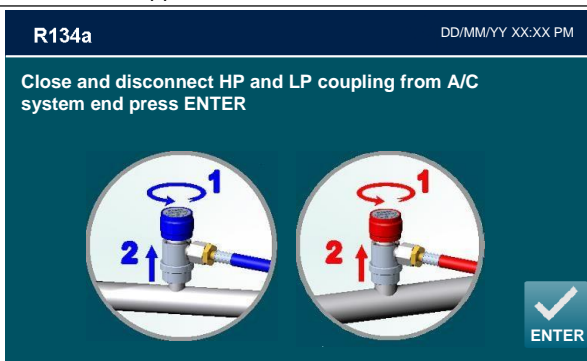 R134a
DD/MM/YY XX:XX PM
Close and disconnect HP and LP coupling from A/C
system end press ENTER
1
1
2
2
ENTER